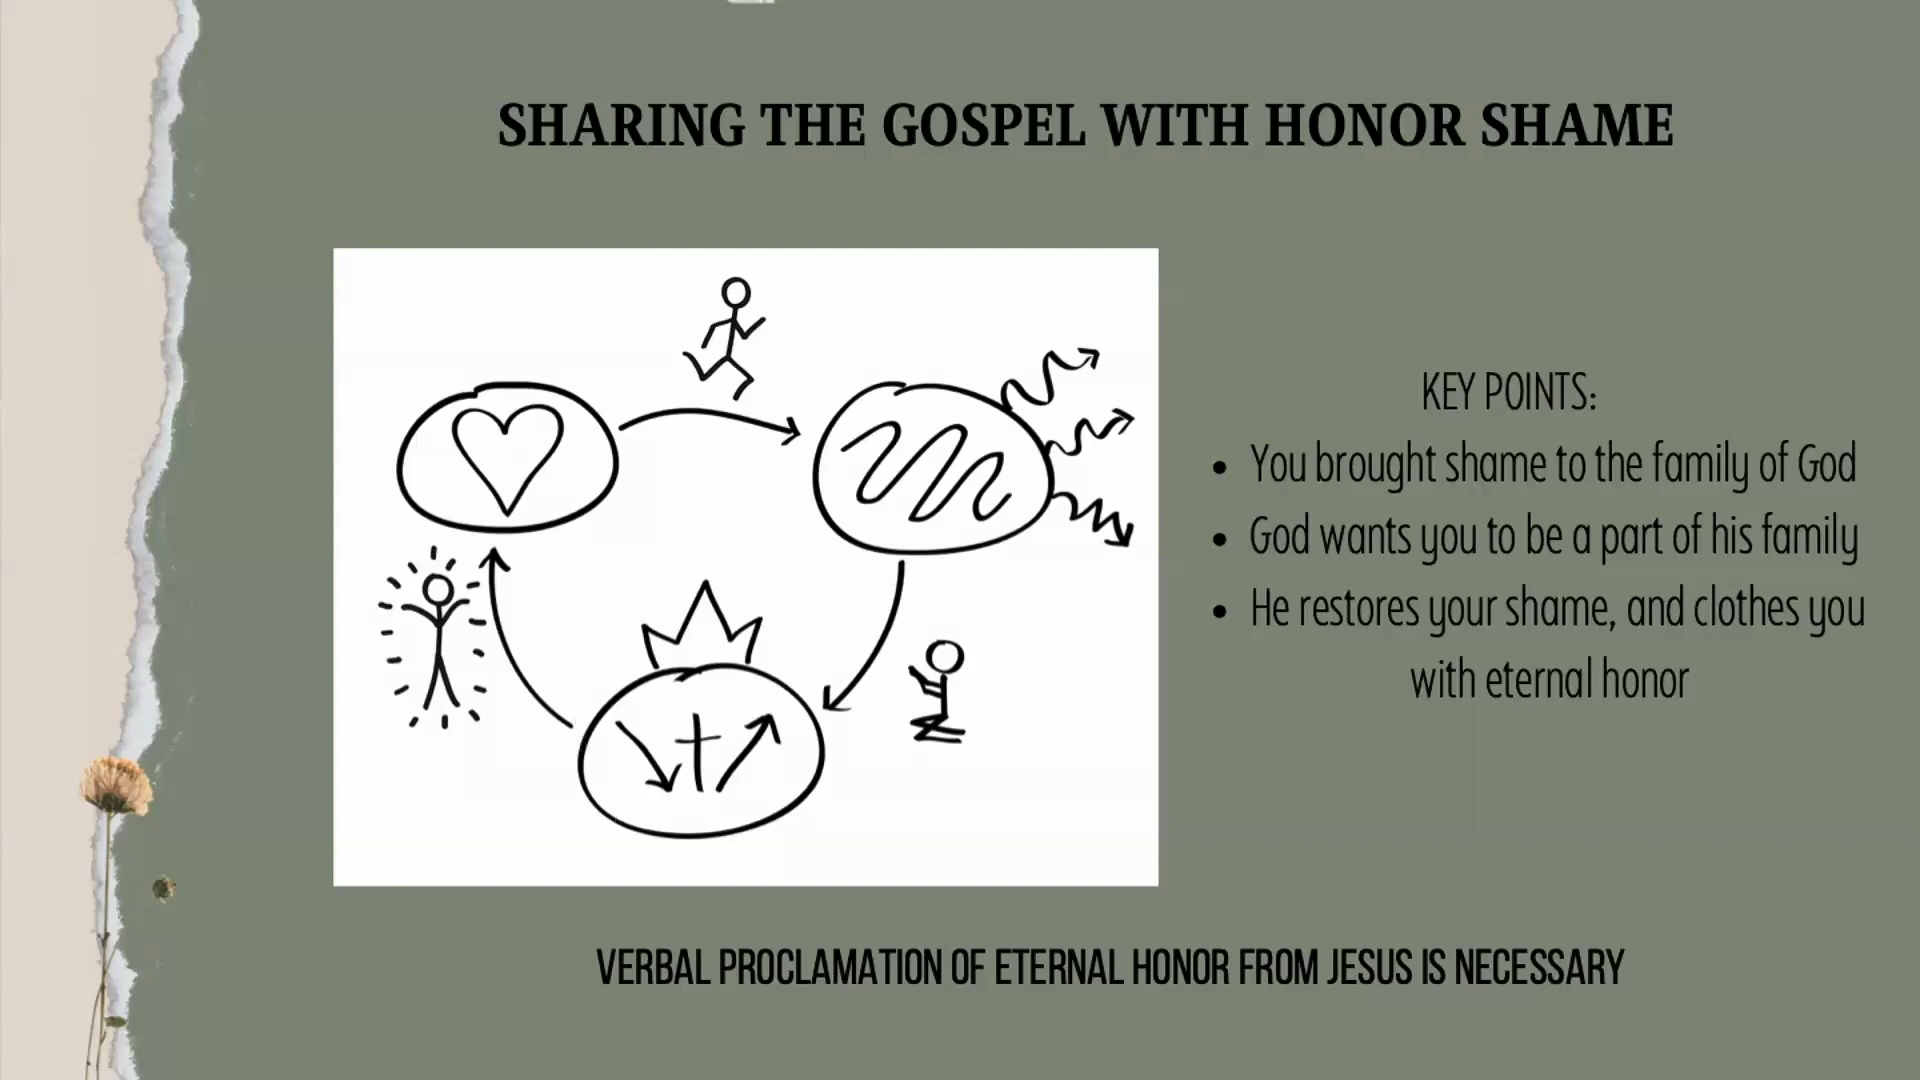 SHARING THE GOSPEL WITH HONOR SHAME
KEY POINTS:
• You brought shame to the family of God
• God wants you to be a part of his family
• He restores your shame, and clothes you
with eternal honor
VERBAL PROCLAMATION OF ETERNAL HONOR FROM JESUS IS NECESSARY